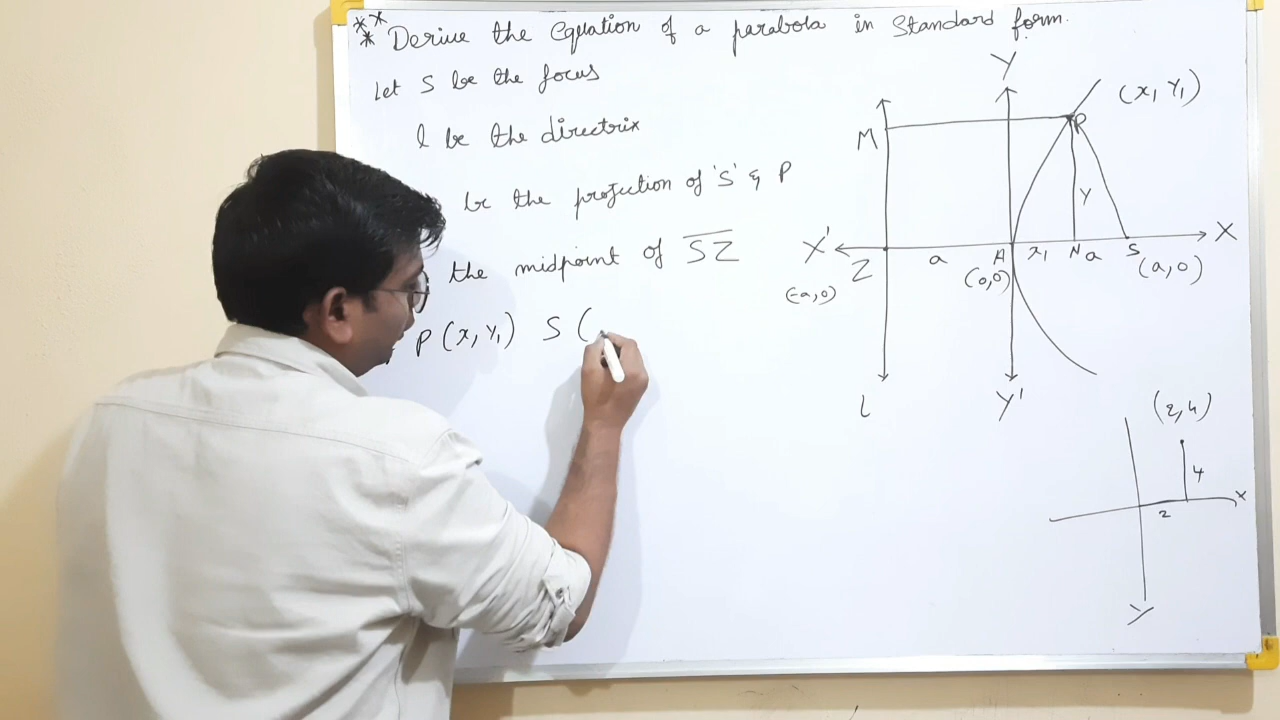 *** Derive the equation of a parabola in Standard form.
Let S be the focus
l be the directrix
be the projection of 'S' & P
the midpoint of SZ
P (x, y₁) S (
Y
(x, y₁)
M
P
Y
X' X
Z a A x₁ N a S
(-a,0) (0,0) (a,0)
L Y'
(2,4)
4
2 x
Y